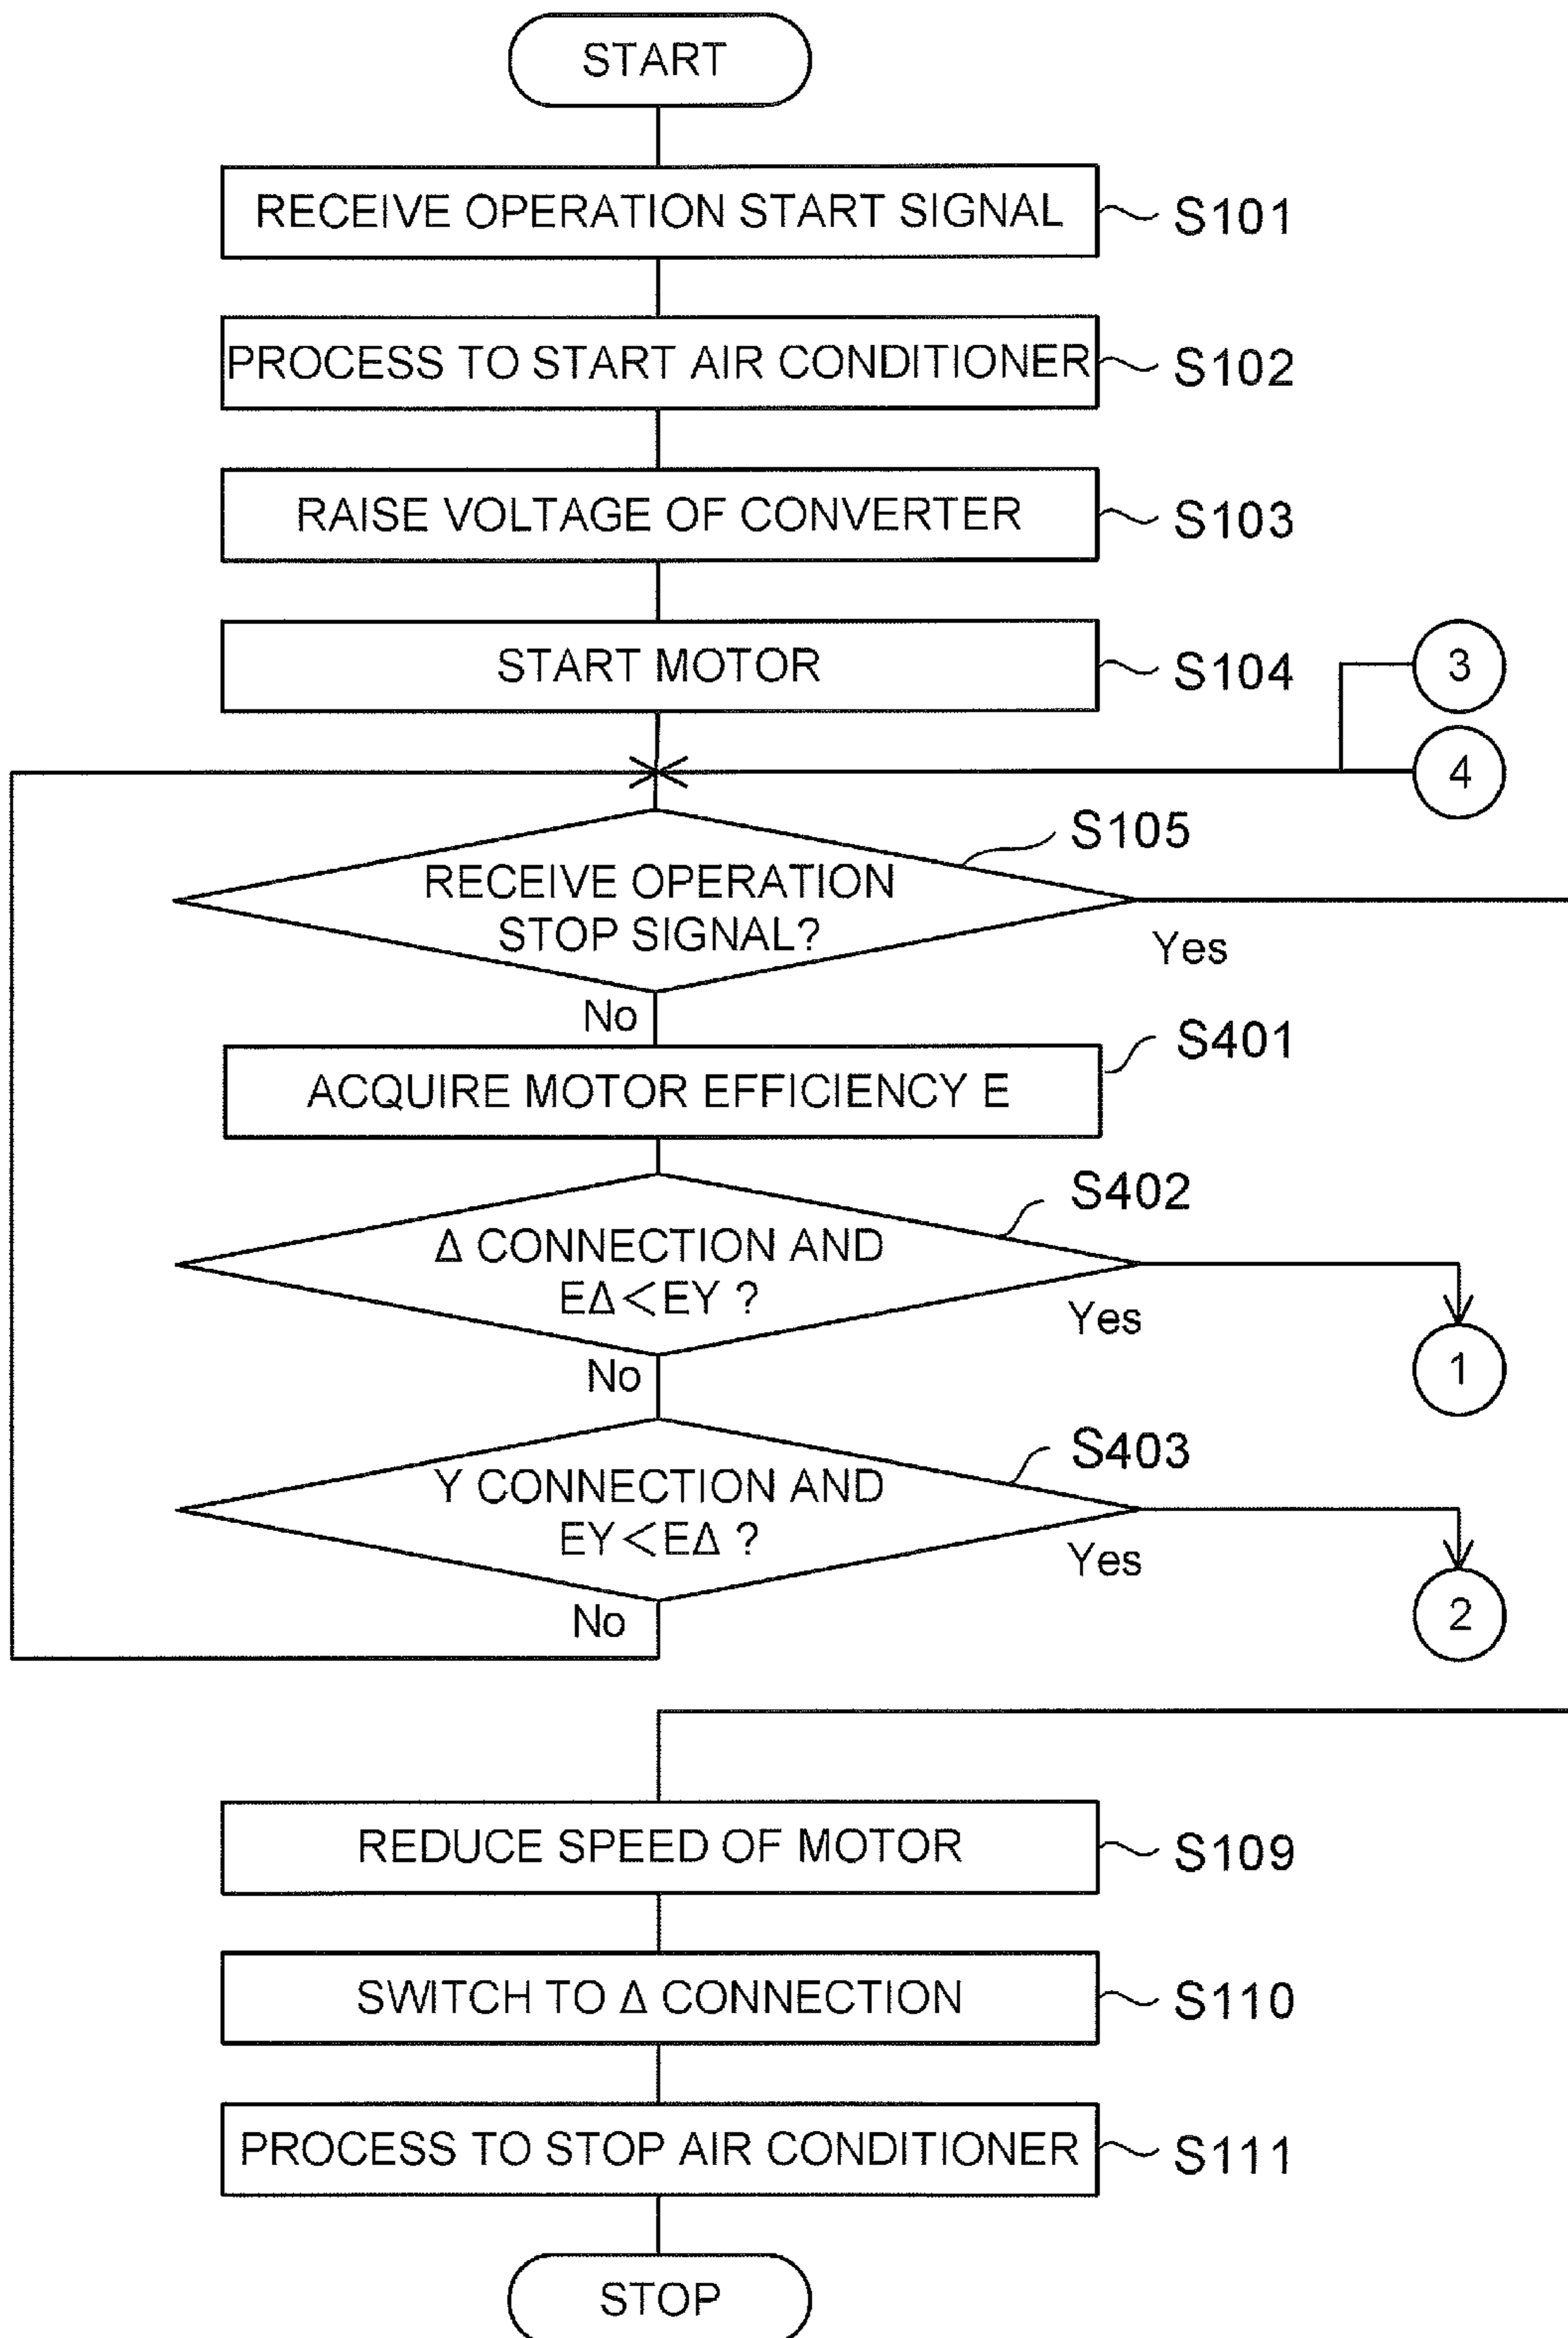 START
RECEIVE OPERATION START SIGNAL
S101
PROCESS TO START AIR CONDITIONER
S102
RAISE VOLTAGE OF CONVERTER
S103
START MOTOR
S104
3
4
S105
RECEIVE OPERATION
STOP SIGNAL?
Yes
No
S401
ACQUIRE MOTOR EFFICIENCY E
S402
Δ CONNECTION AND
EΔ<EY ?
Yes
1
No
S403
Y CONNECTION AND
EY<EΔ ?
Yes
2
No
REDUCE SPEED OF MOTOR
S109
SWITCH TO Δ CONNECTION
S110
PROCESS TO STOP AIR CONDITIONER
S111
STOP